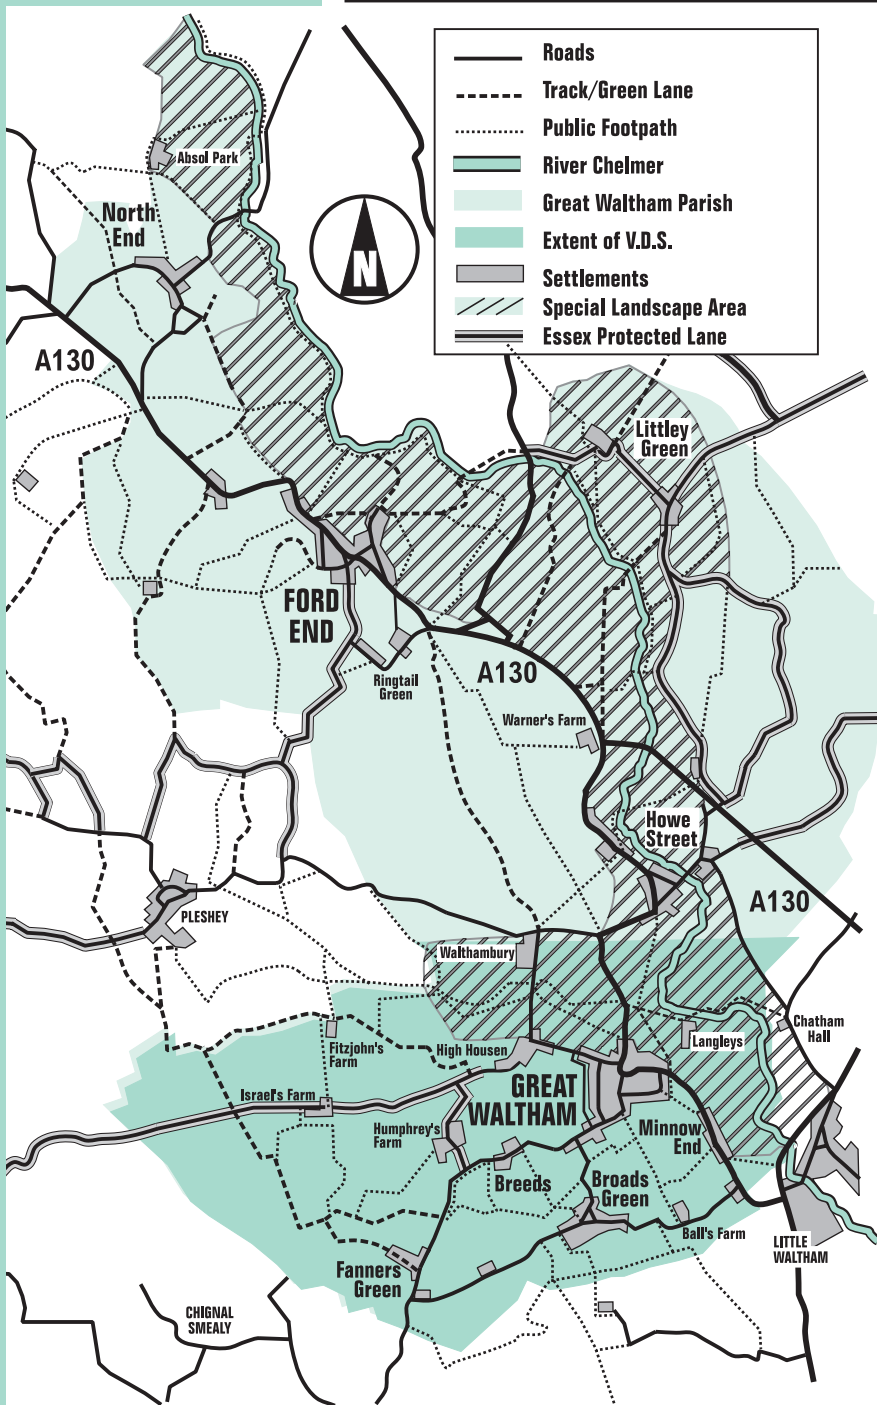 Roads
Track/Green Lane
Public Footpath
River Chelmer
Great Waltham Parish
Extent of V.D.S.
Settlements
Special Landscape Area
Essex Protected Lane
N
Absol Park
North
End
A130
Littley
Green
FORD
END
Ringtail
Green
A130
Warner's Farm
Howe
Street
A130
PLESHEY
Walthambury
Chatham
Hall
Langleys
High Housen
Fitzjohn's
Farm
GREAT
WALTHAM
Israel's Farm
Humphrey's
Farm
Minnow
End
Breeds
Broads
Green
Ball's Farm
LITTLE
WALTHAM
Fanners
Green
CHIGNAL
SMEALY